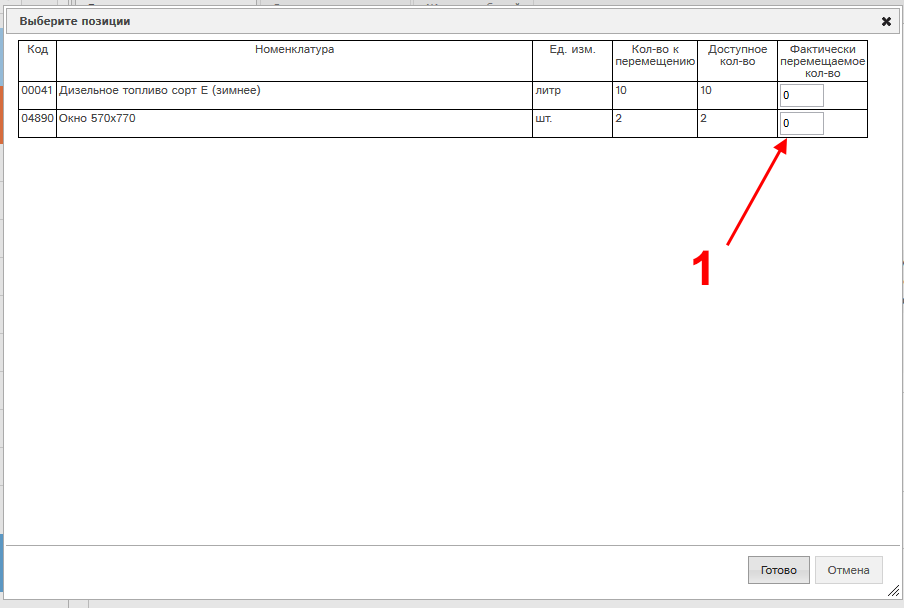 Выберите позиции
Код Номенклатура Ед. изм. Кол-во к перемещению Доступное кол-во Фактически перемещаемое кол-во
00041 Дизельное топливо сорт Е (зимнее) литр 10 10 0
04890 Окно 570x770 шт. 2 2 0
1
Готово Отмена